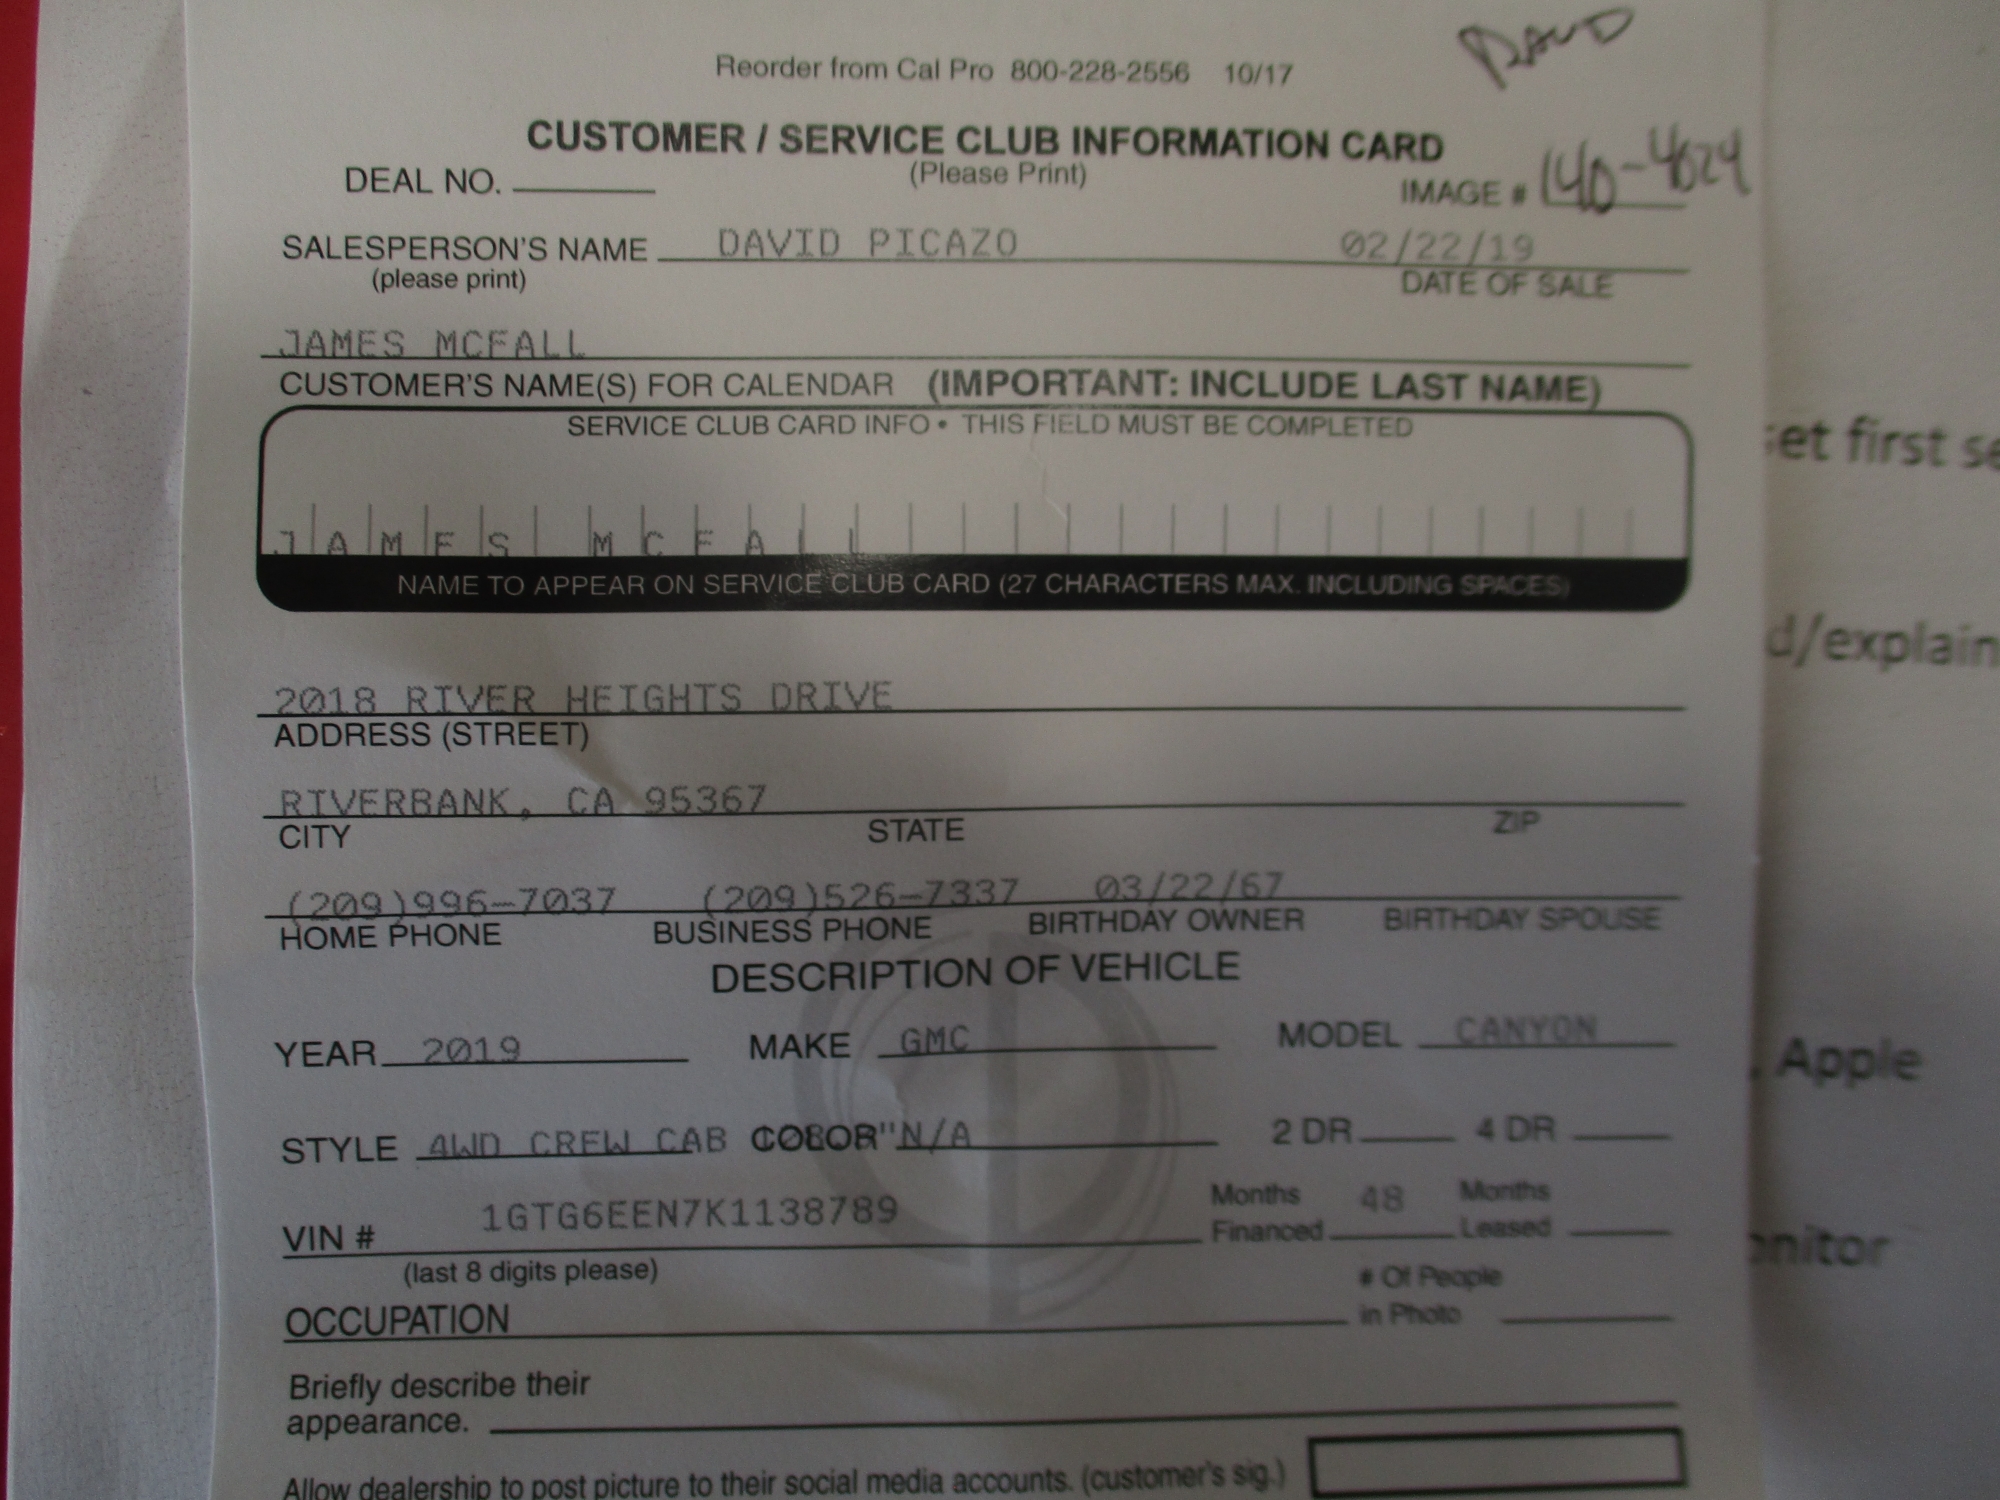 DAVID
Reorder from Cal Pro 800-228-2556 10/17
CUSTOMER / SERVICE CLUB INFORMATION CARD
(Please Print)
DEAL NO.
IMAGE # 140-4024
SALESPERSON'S NAME DAVID PICAZO 02/22/19
(please print) DATE OF SALE
JAMES MCFALL
CUSTOMER'S NAME(S) FOR CALENDAR (IMPORTANT: INCLUDE LAST NAME)
SERVICE CLUB CARD INFO • THIS FIELD MUST BE COMPLETED
JAMES MCFALL
NAME TO APPEAR ON SERVICE CLUB CARD (27 CHARACTERS MAX. INCLUDING SPACES)
2018 RIVER HEIGHTS DRIVE
ADDRESS (STREET)
RIVERBANK, CA 95367
CITY STATE ZIP
(209)996-7037 (209)526-7337 03/22/67
HOME PHONE BUSINESS PHONE BIRTHDAY OWNER BIRTHDAY SPOUSE
DESCRIPTION OF VEHICLE
YEAR 2019 MAKE GMC MODEL CANYON
STYLE 4WD CREW CAB COLOR N/A 2 DR 4 DR
VIN # 1GTG6EEN7K1138789 Months Financed 48 Months Leased
(last 8 digits please)
OCCUPATION # Of People in Photo
Briefly describe their
appearance.
Allow dealership to post picture to their social media accounts. (customer's sig.)
et first se
d/explain
Apple
onitor